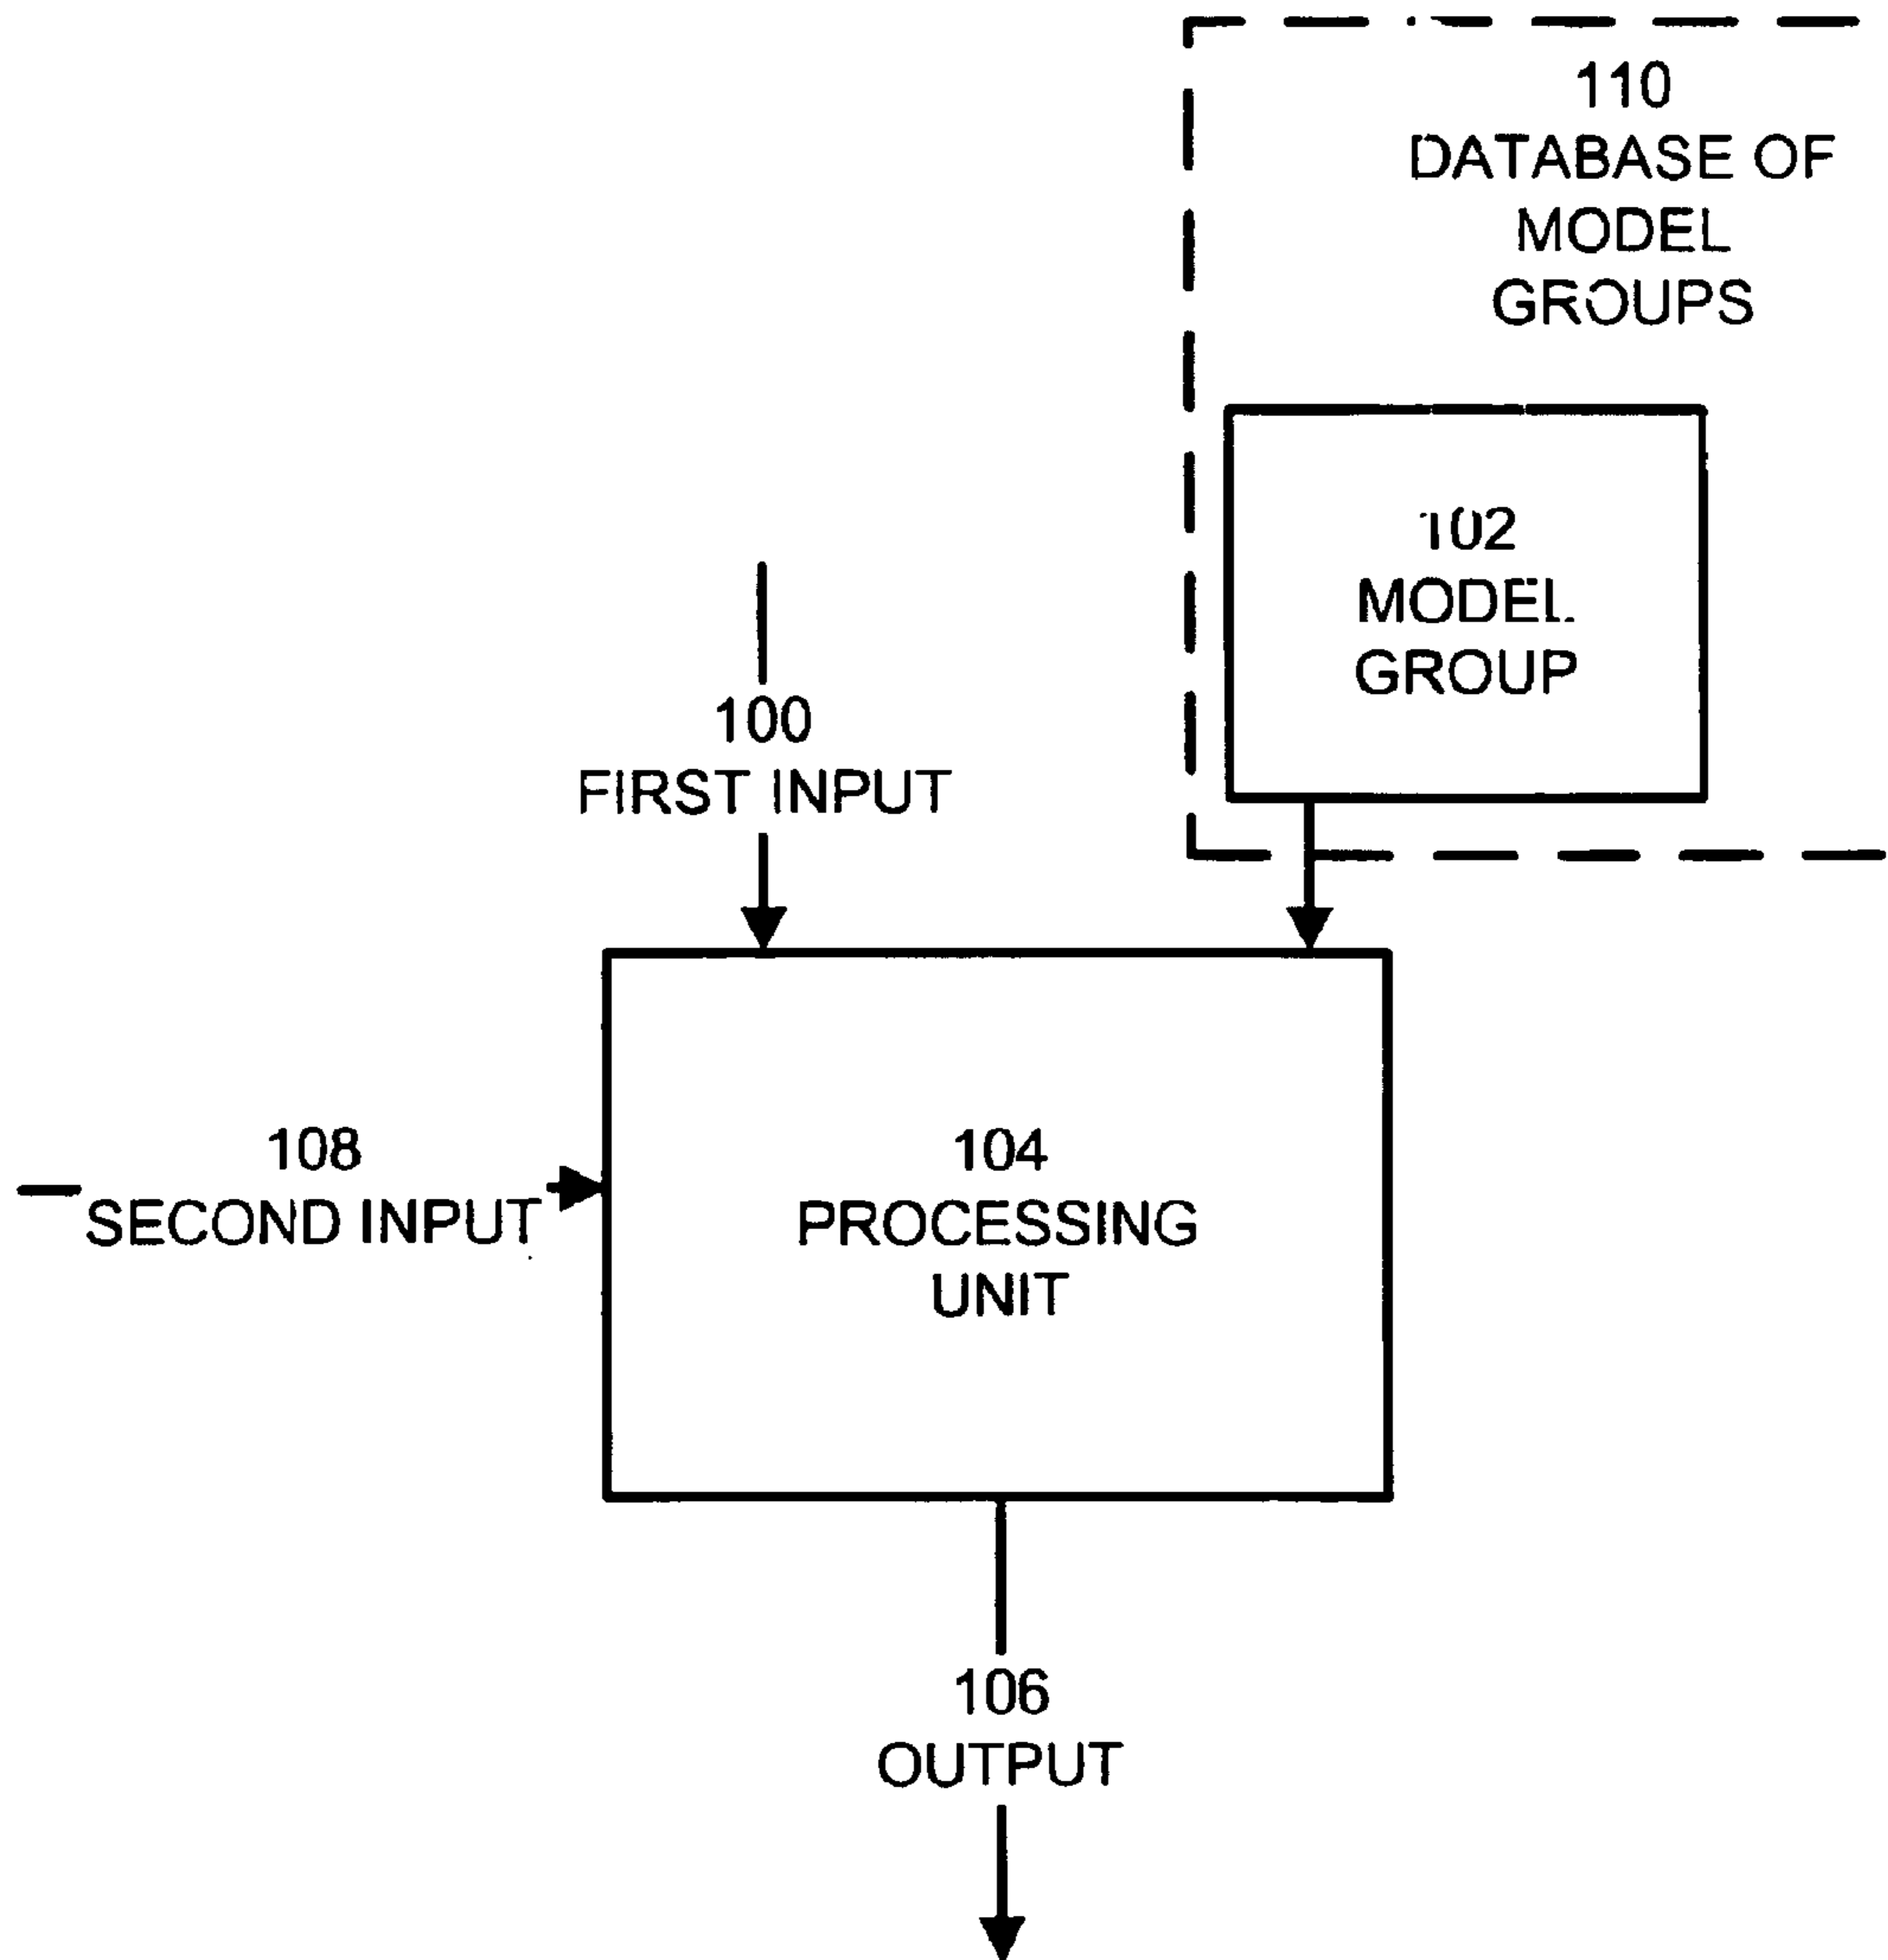 110
DATABASE OF
MODEL
GROUPS
102
MODEL
GROUP
100
FIRST INPUT
108
SECOND INPUT
104
PROCESSING
UNIT
106
OUTPUT